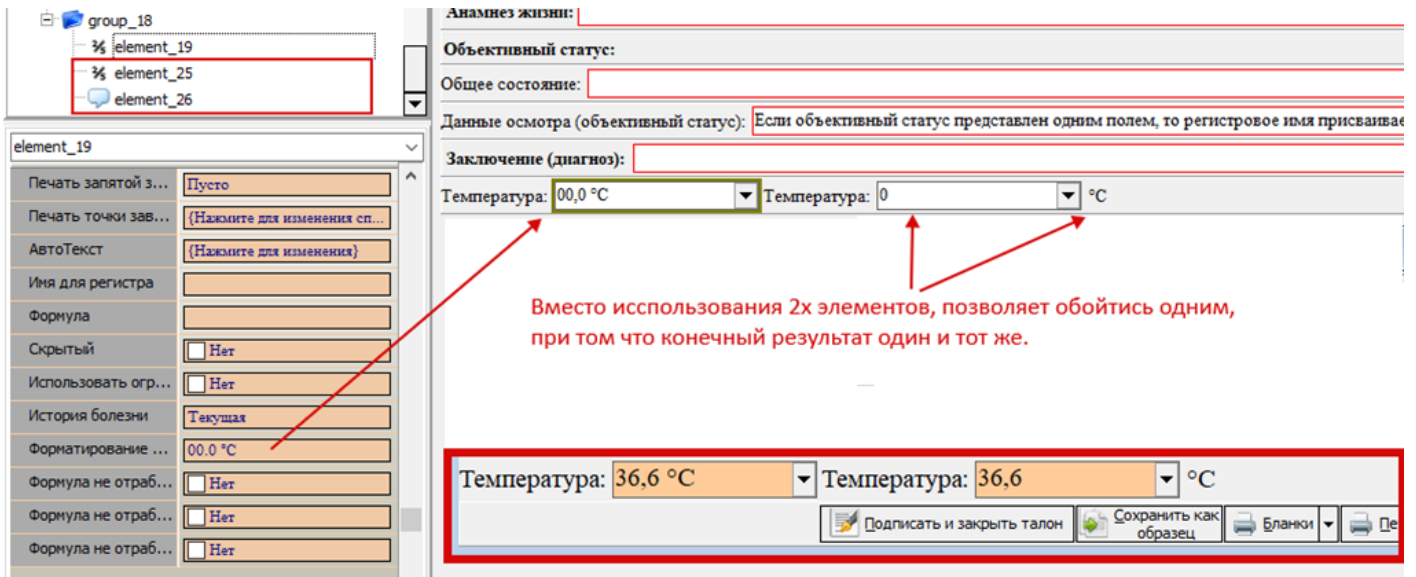 group_18
element_19
element_25
element_26
element_19
Печать запятой з... Пусто
Печать точки зав... {Нажмите для изменения сп...
АвтоТекст {Нажмите для изменения}
Имя для регистра
Формула
Скрытый Нет
Использовать огр... Нет
История болезни Текущая
Форматирование ... 00.0 °C
Формула не отраб... Нет
Формула не отраб... Нет
Формула не отраб... Нет
Анамнез жизни:
Объективный статус:
Общее состояние:
Данные осмотра (объективный статус): Если объективный статус представлен одним полем, то регистровое имя присваивае
Заключение (диагноз):
Температура: 00,0 °C Температура: 0 °C
Вместо исспользования 2х элементов, позволяет обойтись одним,
при том что конечный результат один и тот же.
Температура: 36,6 °C Температура: 36,6 °C
Подписать и закрыть талон Сохранить как образец Бланки Пе